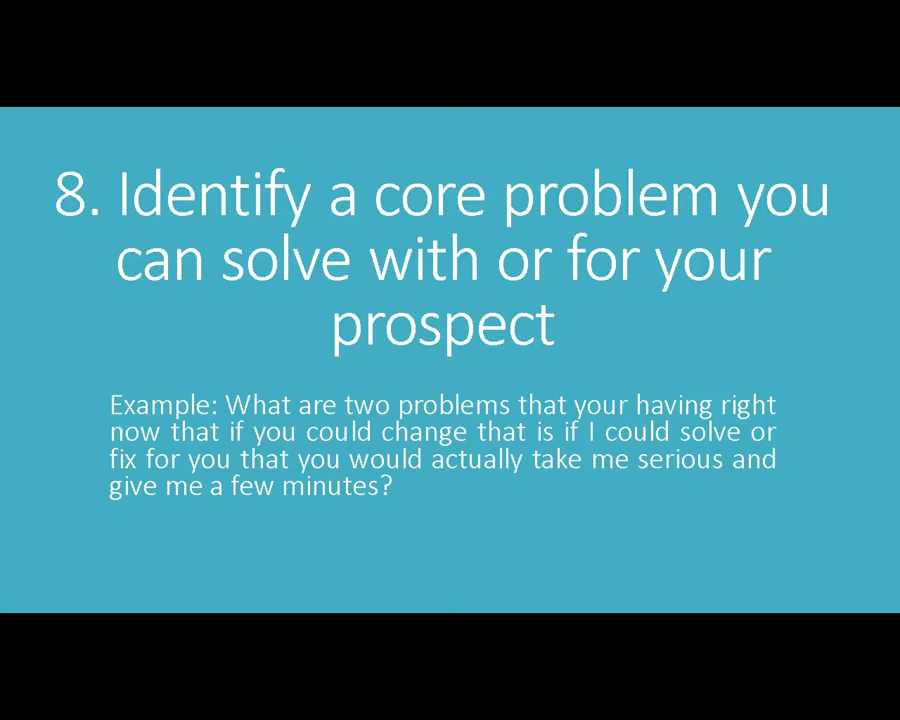 8. Identify a core problem you
can solve with or for your
prospect
Example: What are two problems that your having right
now that if you could change that is if I could solve or
fix for you that you would actually take me serious and
give me a few minutes?